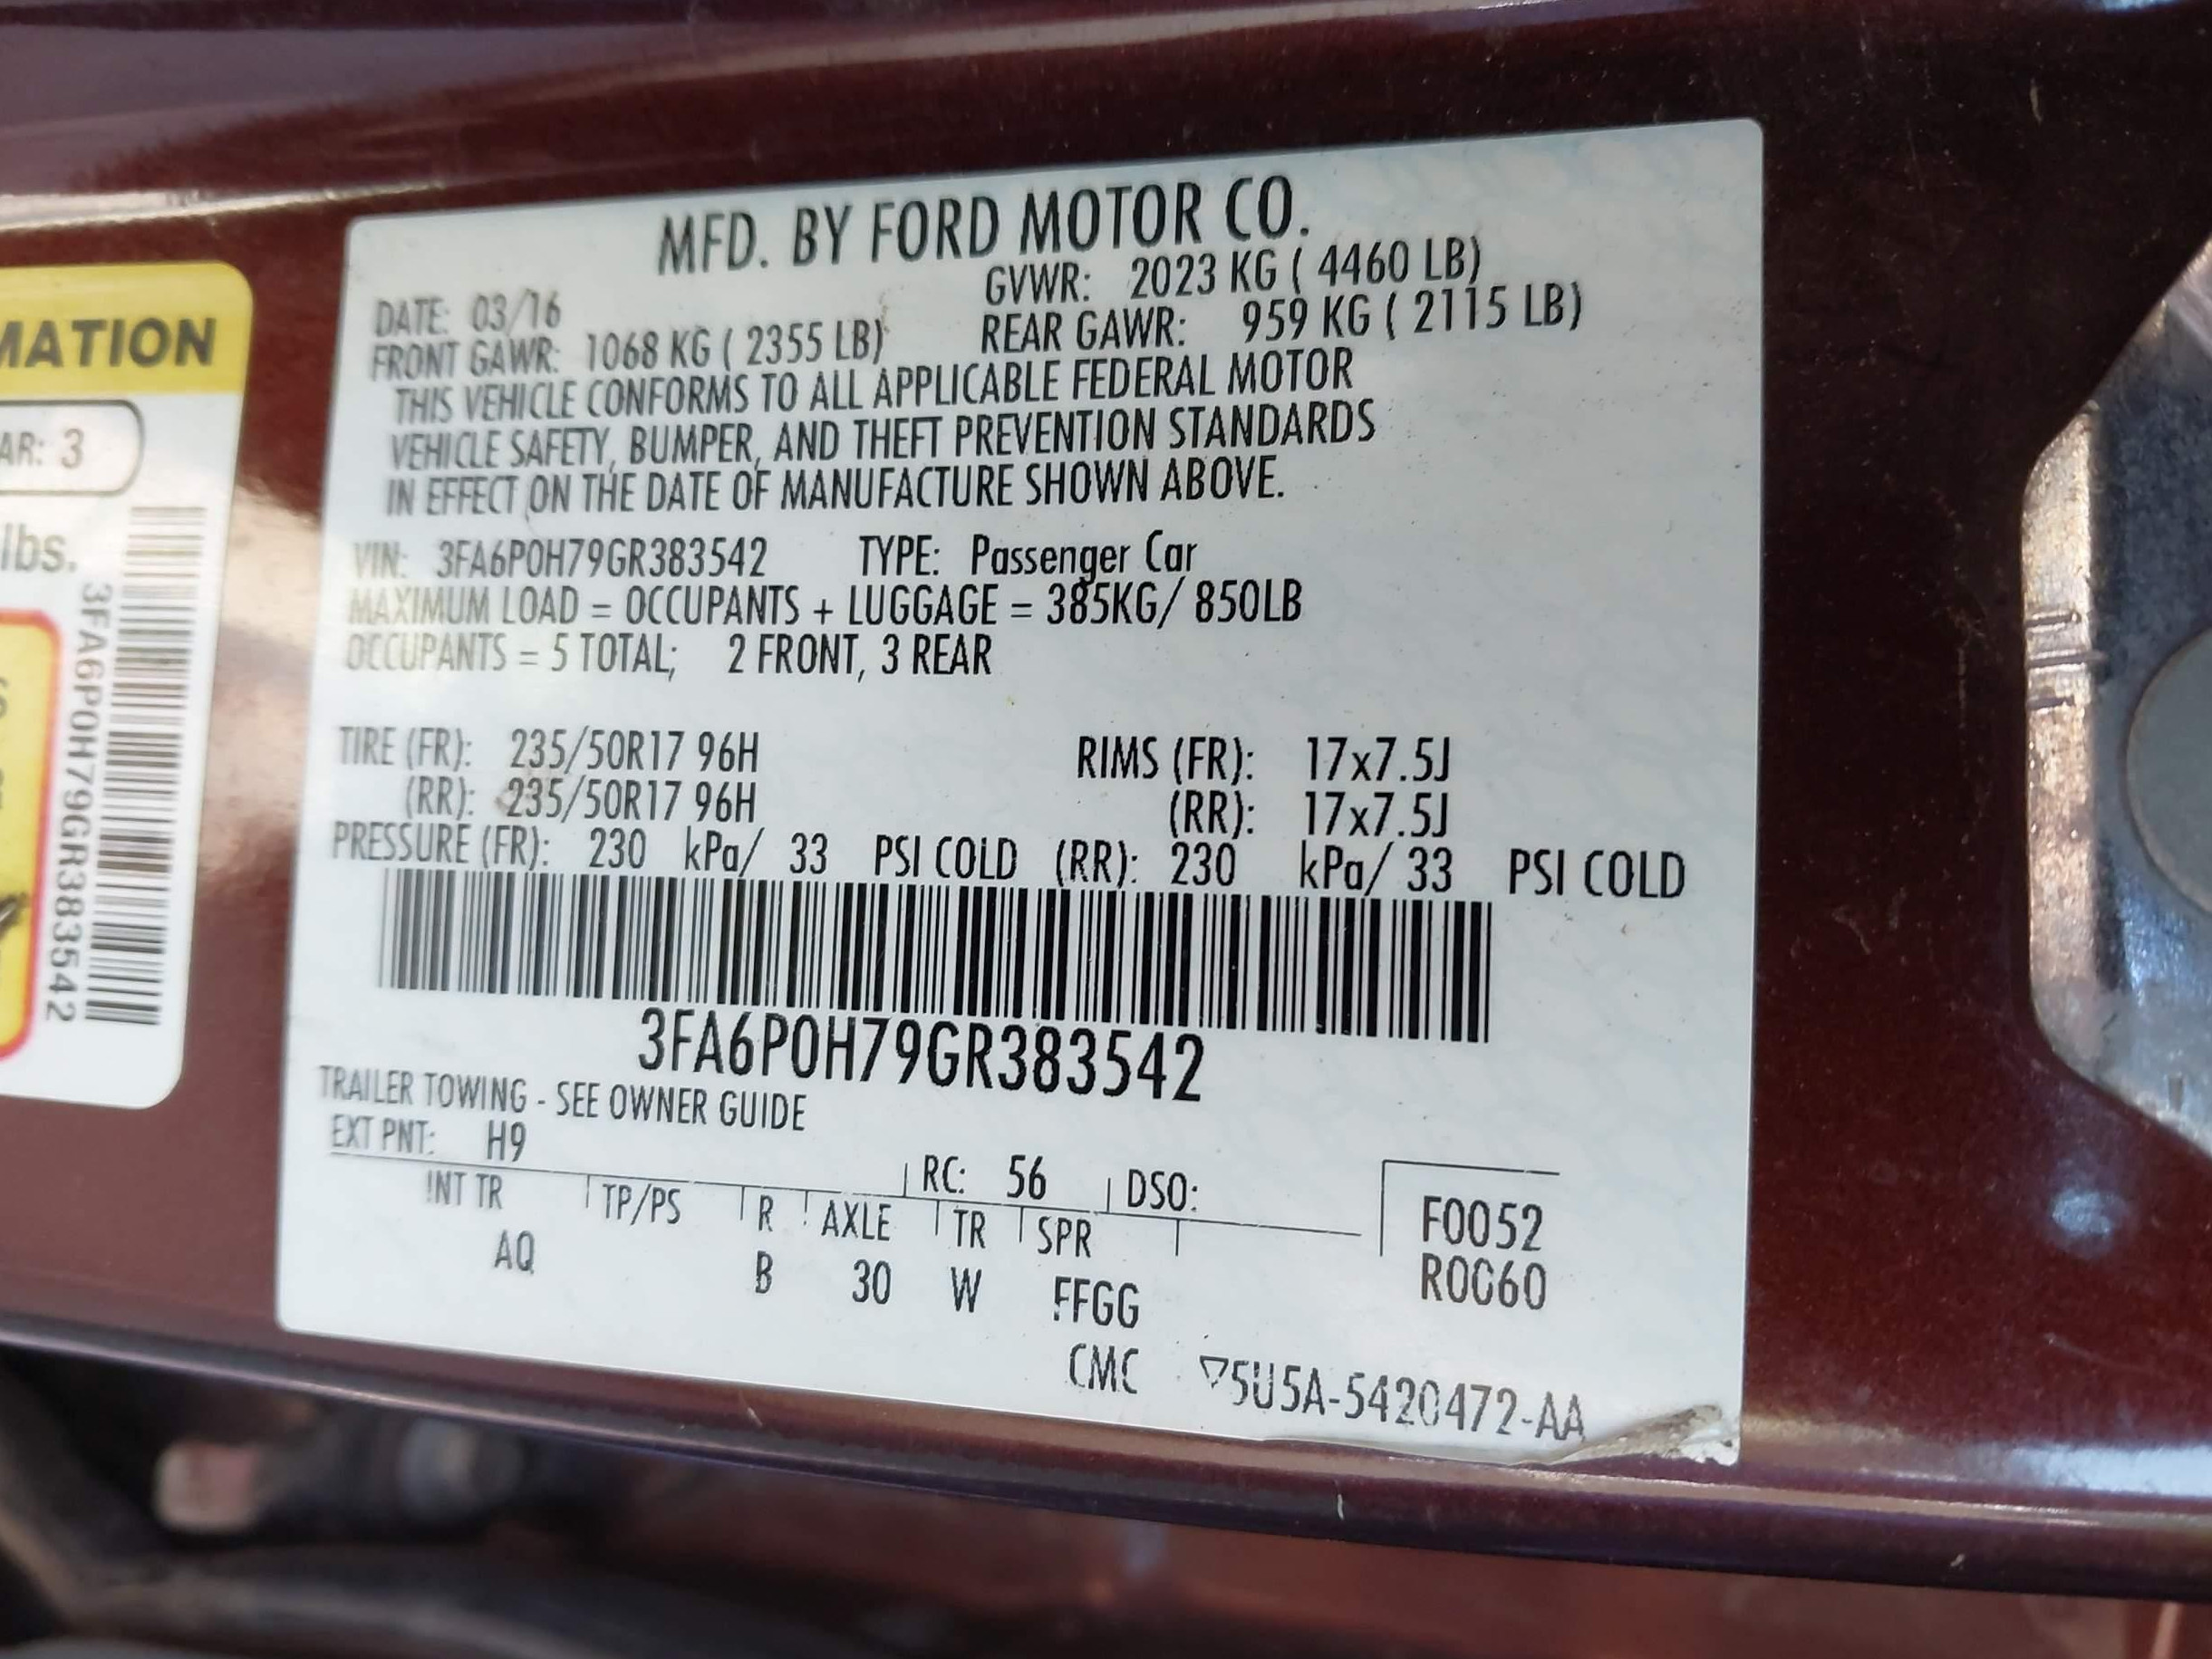 MFD. BY FORD MOTOR CO.
DATE: 03/16 GVWR: 2023 KG ( 4460 LB)
FRONT GAWR: 1068 KG ( 2355 LB) REAR GAWR: 959 KG ( 2115 LB)
THIS VEHICLE CONFORMS TO ALL APPLICABLE FEDERAL MOTOR
VEHICLE SAFETY, BUMPER, AND THEFT PREVENTION STANDARDS
IN EFFECT ON THE DATE OF MANUFACTURE SHOWN ABOVE.
VIN: 3FA6P0H79GR383542 TYPE: Passenger Car
MAXIMUM LOAD = OCCUPANTS + LUGGAGE = 385KG/ 850LB
OCCUPANTS = 5 TOTAL; 2 FRONT, 3 REAR
TIRE (FR): 235/50R17 96H RIMS (FR): 17x7.5J
(RR): 235/50R17 96H (RR): 17x7.5J
PRESSURE (FR): 230 kPa/ 33 PSI COLD (RR): 230 kPa/ 33 PSI COLD
3FA6P0H79GR383542
TRAILER TOWING - SEE OWNER GUIDE
EXT PNT: H9 RC: 56 DSO:
INT TR TP/PS R AXLE TR SPR
AQ B 30 W FFGG
F0052
R0060
CMC ▽5U5A-5420472-AA
MATION
AR: 3
lbs.
3FA6P0H79GR383542